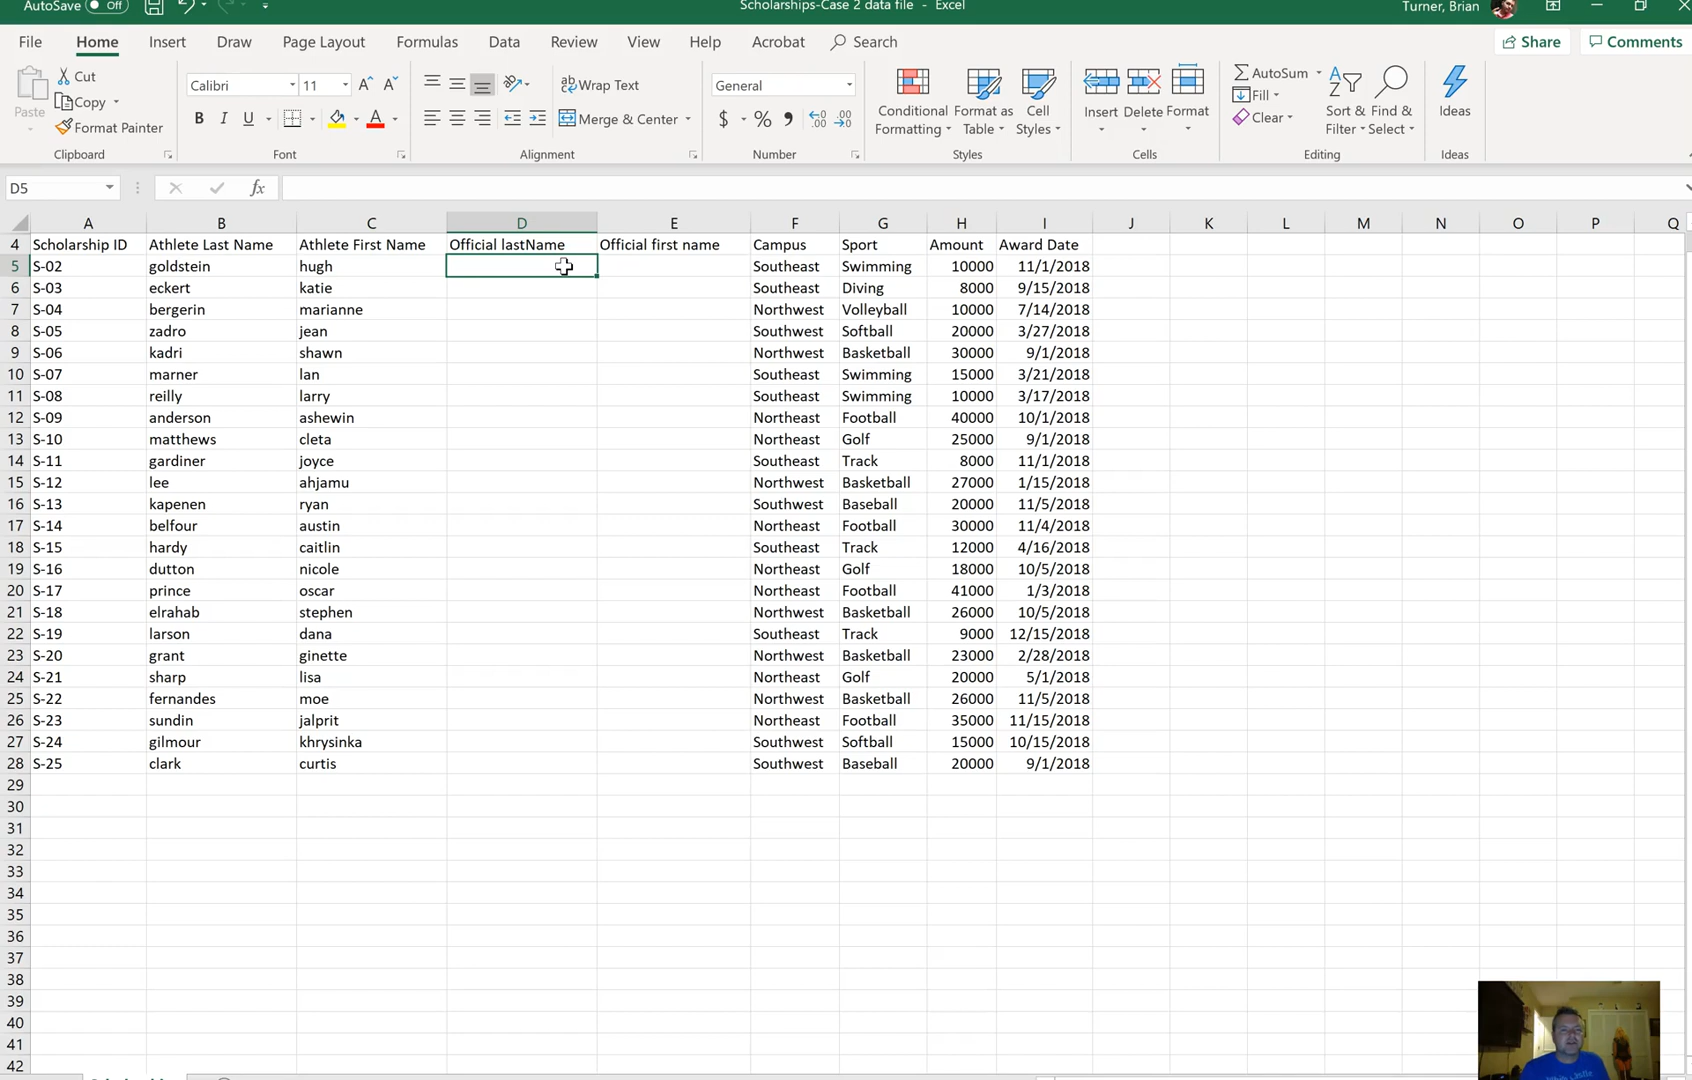 AutoSave Off Scholarships-Case 2 data file - Excel Turner, Brian
File Home Insert Draw Page Layout Formulas Data Review View Help Acrobat Search Share Comments
Paste Cut Copy Format Painter
Calibri 11 B I U
ab Wrap Text
Merge & Center
General
$ % , .00
Conditional Formatting Format as Table Cell Styles
Insert Delete Format
AutoSum Fill Clear
Sort & Filter Find & Select
Ideas
Clipboard Font Alignment Number Styles Cells Editing Ideas
D5 fx
A B C D E F G H I J K L M N O P Q
4 Scholarship ID Athlete Last Name Athlete First Name Official lastName Official first name Campus Sport Amount Award Date
5 S-02 goldstein hugh Southeast Swimming 10000 11/1/2018
6 S-03 eckert katie Southeast Diving 8000 9/15/2018
7 S-04 bergerin marianne Northwest Volleyball 10000 7/14/2018
8 S-05 zadro jean Southwest Softball 20000 3/27/2018
9 S-06 kadri shawn Northwest Basketball 30000 9/1/2018
10 S-07 marner lan Southeast Swimming 15000 3/21/2018
11 S-08 reilly larry Southeast Swimming 10000 3/17/2018
12 S-09 anderson ashewin Northeast Football 40000 10/1/2018
13 S-10 matthews cleta Northeast Golf 25000 9/1/2018
14 S-11 gardiner joyce Southeast Track 8000 11/1/2018
15 S-12 lee ahjamu Northwest Basketball 27000 1/15/2018
16 S-13 kapenen ryan Southwest Baseball 20000 11/5/2018
17 S-14 belfour austin Northeast Football 30000 11/4/2018
18 S-15 hardy caitlin Southeast Track 12000 4/16/2018
19 S-16 dutton nicole Northeast Golf 18000 10/5/2018
20 S-17 prince oscar Northeast Football 41000 1/3/2018
21 S-18 elrahab stephen Northwest Basketball 26000 10/5/2018
22 S-19 larson dana Southeast Track 9000 12/15/2018
23 S-20 grant ginette Northwest Basketball 23000 2/28/2018
24 S-21 sharp lisa Northeast Golf 20000 5/1/2018
25 S-22 fernandes moe Northwest Basketball 26000 11/5/2018
26 S-23 sundin jalprit Northeast Football 35000 11/15/2018
27 S-24 gilmour khrysinka Southwest Softball 15000 10/15/2018
28 S-25 clark curtis Southwest Baseball 20000 9/1/2018
29
30
31
32
33
34
35
36
37
38
39
40
41
42